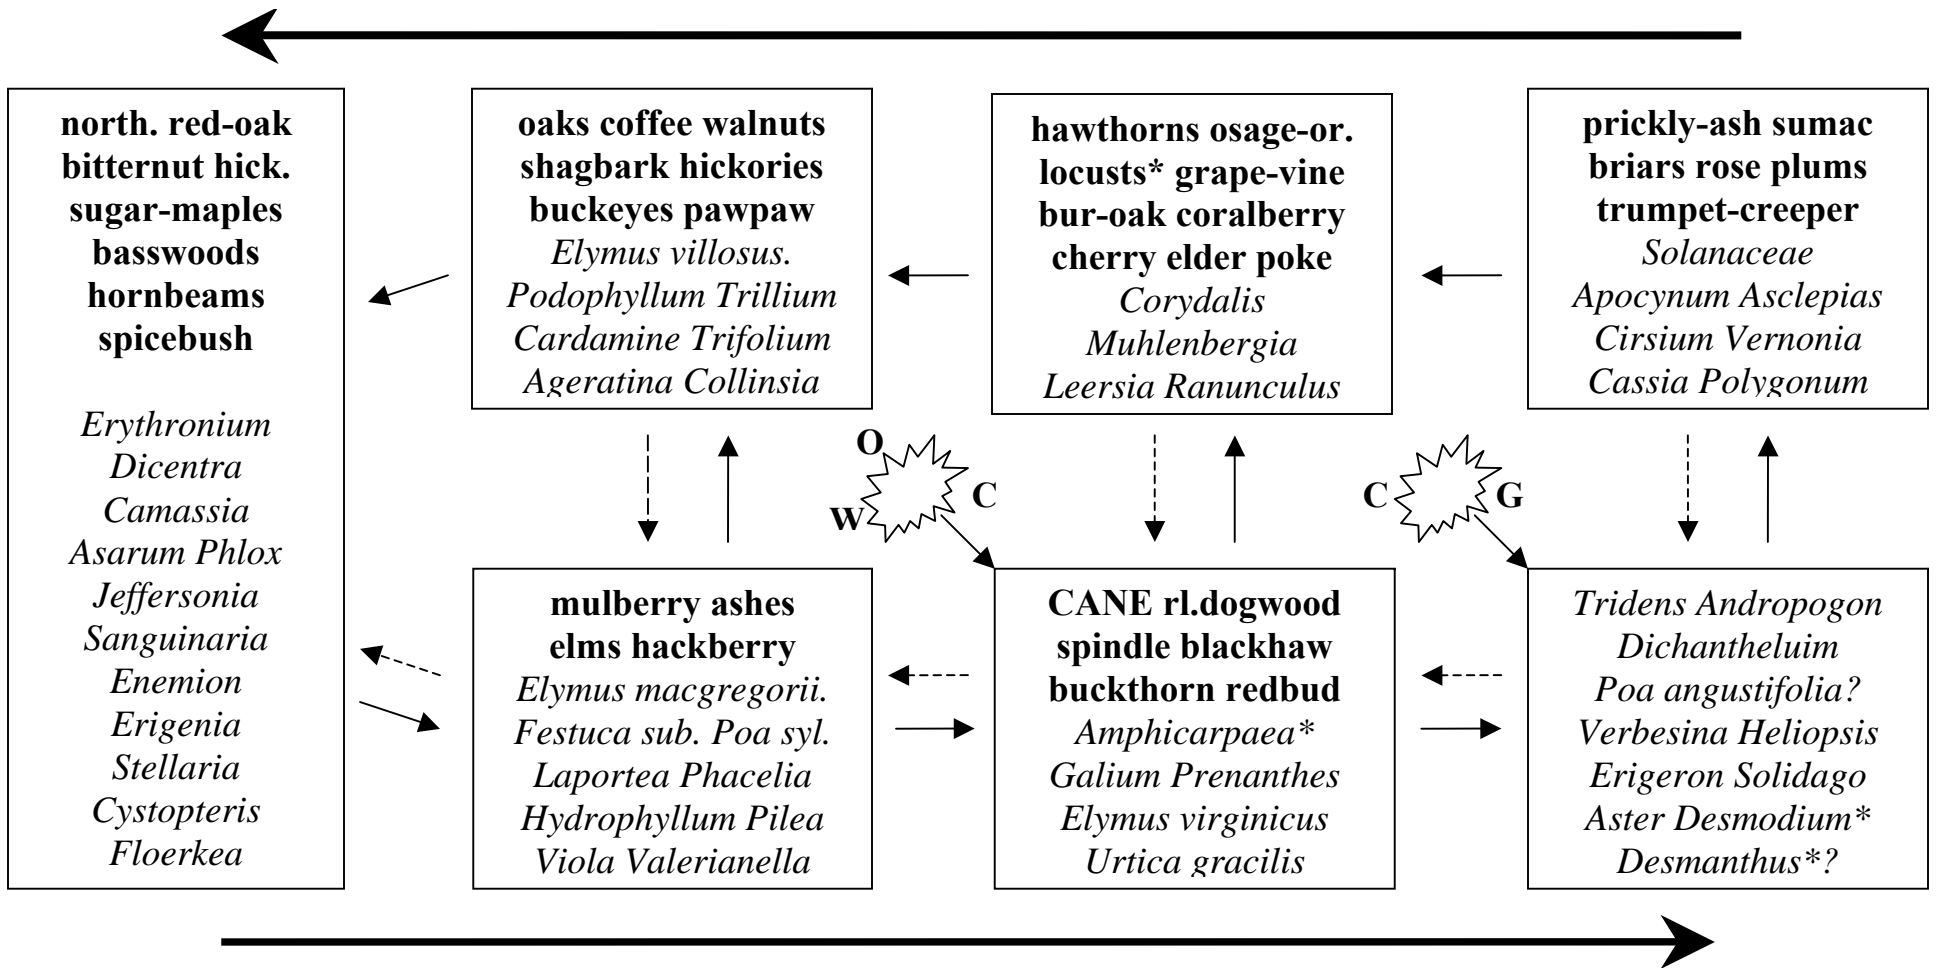 north. red-oak
bitternut hick.
sugar-maples
basswoods
hornbeams
spicebush
Erythronium
Dicentra
Camassia
Asarum Phlox
Jeffersonia
Sanguinaria
Enemion
Erigenia
Stellaria
Cystopteris
Floerkea
oaks coffee walnuts
shagbark hickories
buckeyes pawpaw
Elymus villosus.
Podophyllum Trillium
Cardamine Trifolium
Ageratina Collinsia
hawthorns osage-or.
locusts* grape-vine
bur-oak coralberry
cherry elder poke
Corydalis
Muhlenbergia
Leersia Ranunculus
prickly-ash sumac
briars rose plums
trumpet-creeper
Solanaceae
Apocynum Asclepias
Cirsium Vernonia
Cassia Polygonum
O
W
C
C
G
mulberry ashes
elms hackberry
Elymus macgregorii.
Festuca sub. Poa syl.
Laportea Phacelia
Hydrophyllum Pilea
Viola Valerianella
CANE rl.dogwood
spindle blackhaw
buckthorn redbud
Amphicarpaea*
Galium Prenanthes
Elymus virginicus
Urtica gracilis
Tridens Andropogon
Dichantheluim
Poa angustifolia?
Verbesina Heliopsis
Erigeron Solidago
Aster Desmodium*
Desmanthus*?